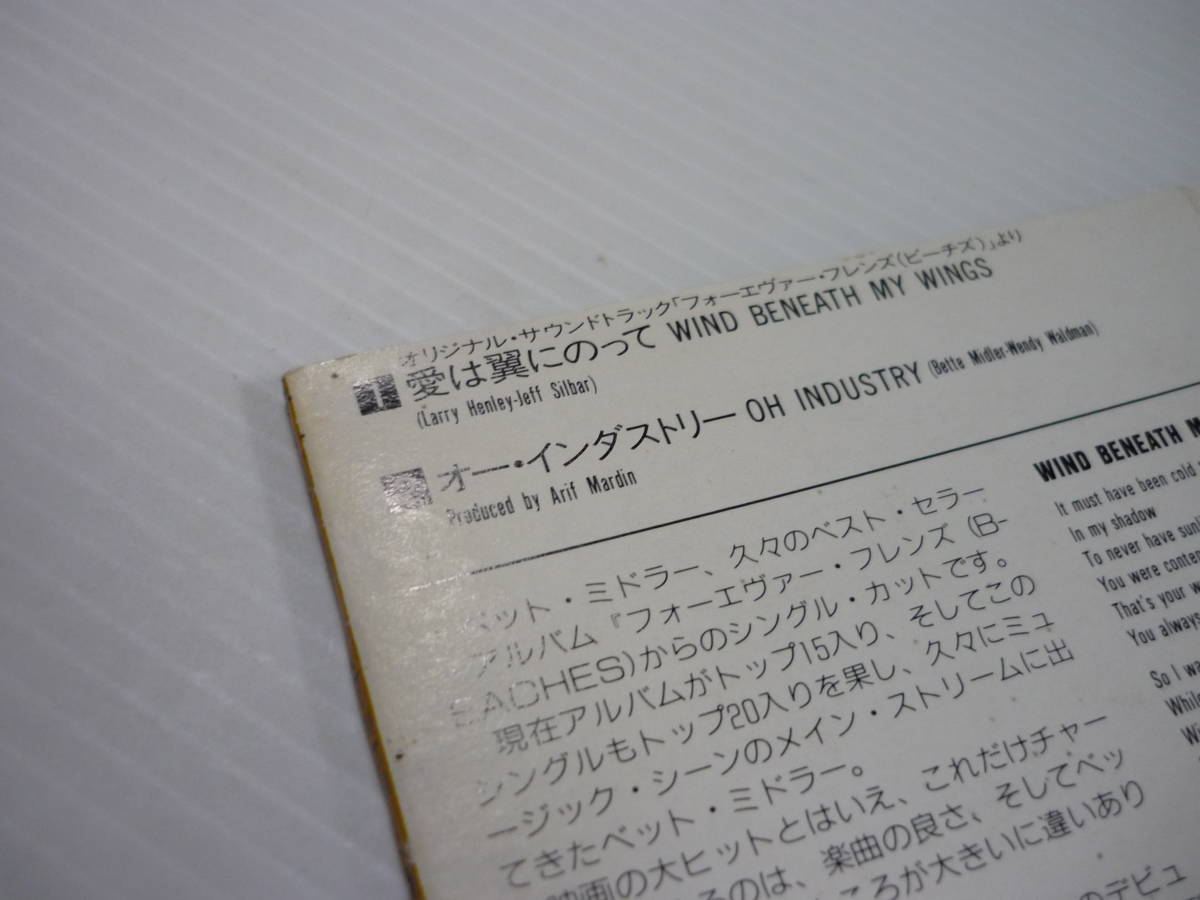 オリジナル・サウンドトラック「フォーエヴァー・フレンズ(ビーチズ)」より
1 愛は翼にのって WIND BENEATH MY WINGS
(Larry Henley-Jeff Silbar)
2 オー・インダストリー OH INDUSTRY (Bette Midler-Wendy Waldman)
Produced by Arif Mardin
ベット・ミドラー、久々のベスト・セラー
アルバム『フォーエヴァー・フレンズ (B-
EACHES)からのシングル・カットです。
現在アルバムがトップ15入り、そしてこの
シングルもトップ20入りを果し、久々にミュ
ージック・シーンのメイン・ストリームに出
てきたベット・ミドラー。
映画の大ヒットとはいえ、これだけチャー
るのは、楽曲の良さ、そしてベッ
ころが大きいに違いあり
のデビュ
WIND BENEATH M
It must have been cold
In my shadow
To never have sun
You were conten
That's your w
You always
So I wa
Whil